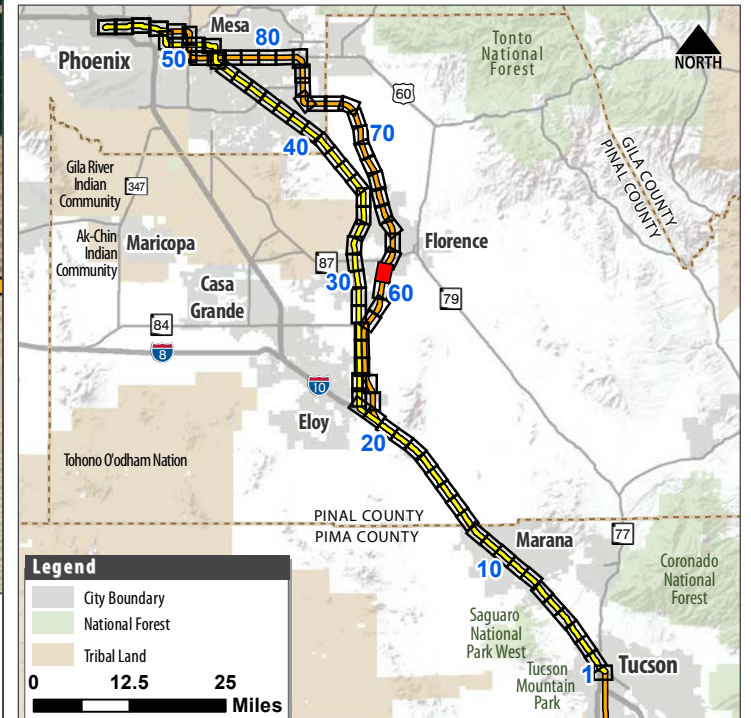 Mesa
80
Phoenix
50
Tonto
National
Forest
NORTH
60
70
40
GILA COUNTY
PINAL COUNTY
Gila River
Indian
Community
347
Ak-Chin
Indian
Community
Maricopa
Florence
87
30
60
Casa
Grande
79
84
8
10
Eloy
20
Tohono O'odham Nation
PINAL COUNTY
PIMA COUNTY
Marana
77
10
Coronado
National
Forest
Saguaro
National
Park West
Tucson
Mountain
Park
1
Tucson
Legend
City Boundary
National Forest
Tribal Land
0 12.5 25
Miles